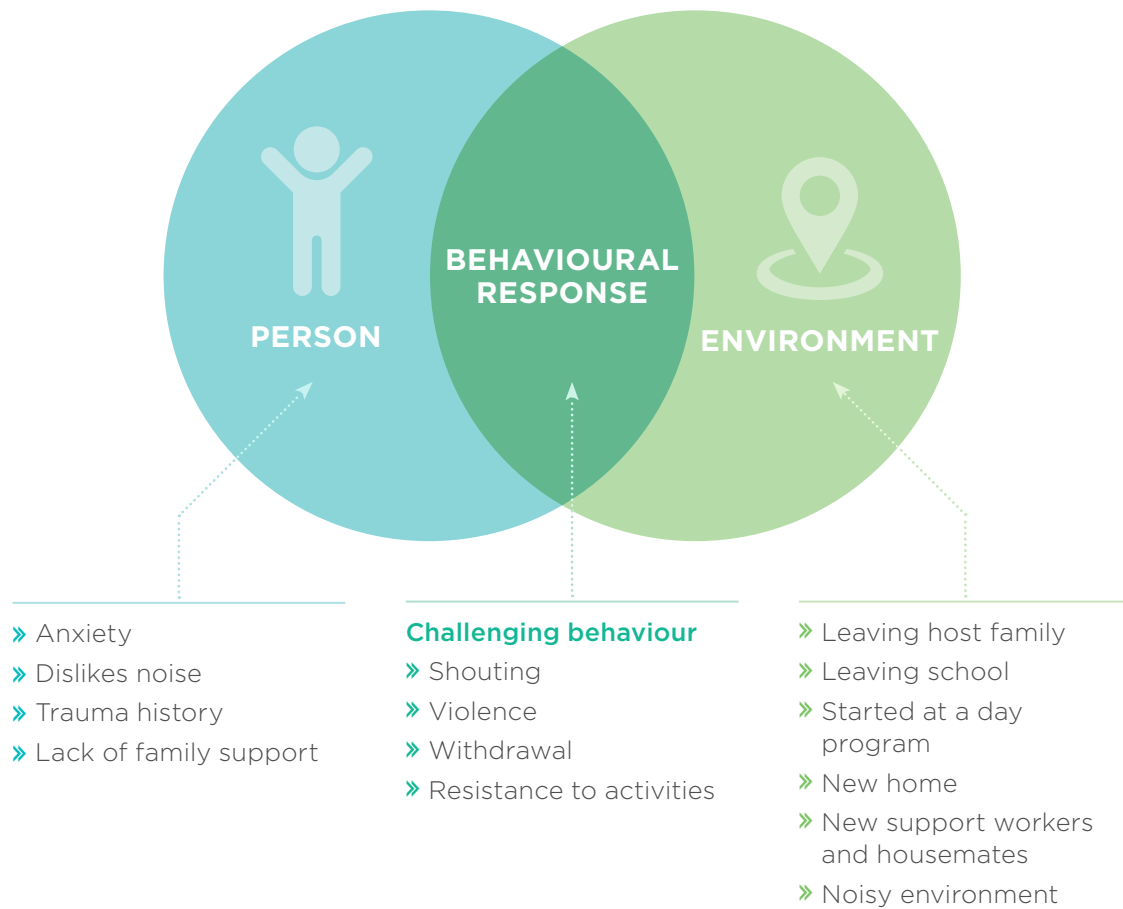 BEHAVIOURAL
RESPONSE
PERSON
ENVIRONMENT
» Anxiety
» Dislikes noise
» Trauma history
» Lack of family support
Challenging behaviour
» Shouting
» Violence
» Withdrawal
» Resistance to activities
» Leaving host family
» Leaving school
» Started at a day
program
» New home
» New support workers
and housemates
» Noisy environment